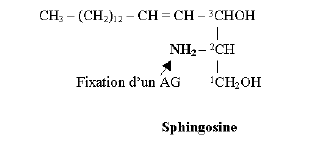 CH₃ – (CH₂)₁₂ – CH = CH – ³CHOH
NH₂ – ²CH
Fixation d'un AG ¹CH₂OH
Sphingosine